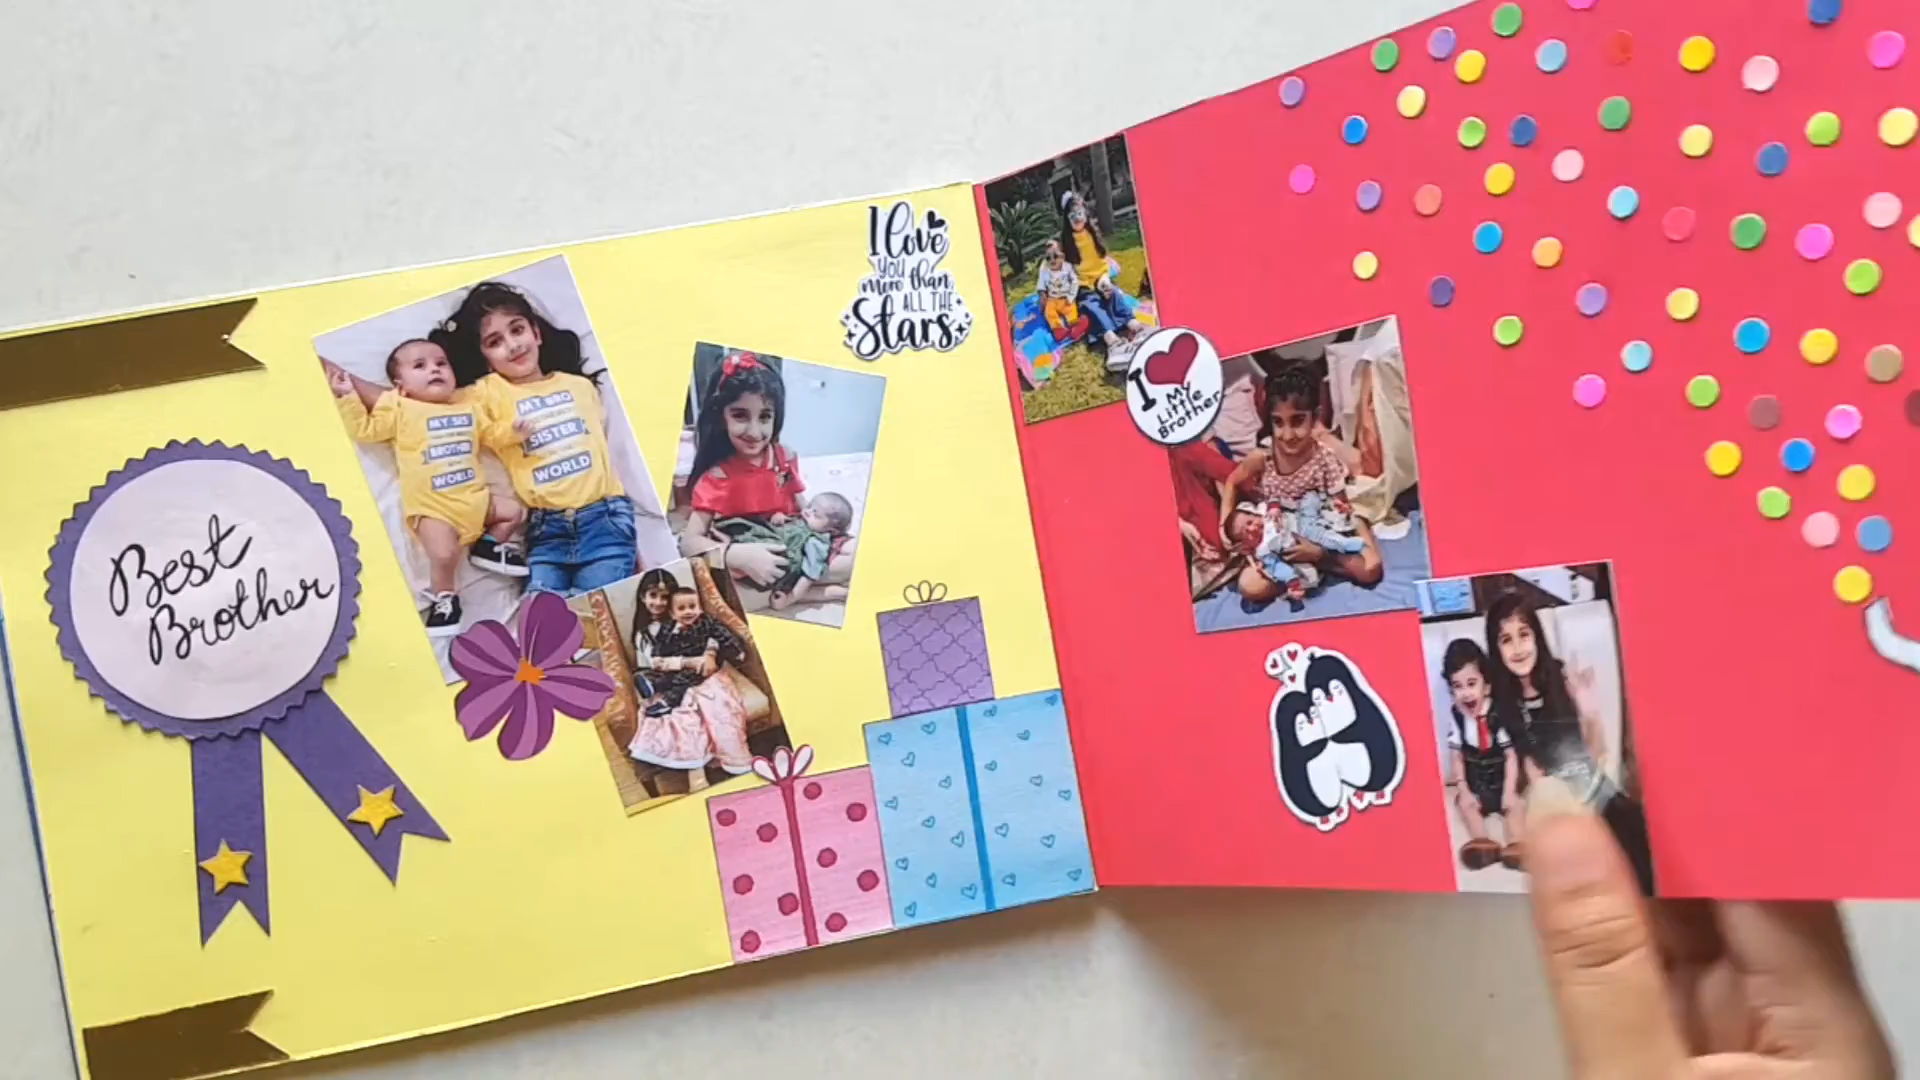 Best
Brother
MY SIS
BROTHER
WORLD
MY BRO
SISTER
WORLD
I love
YOU
more than
ALL THE
Stars
I
My
Little
Brother